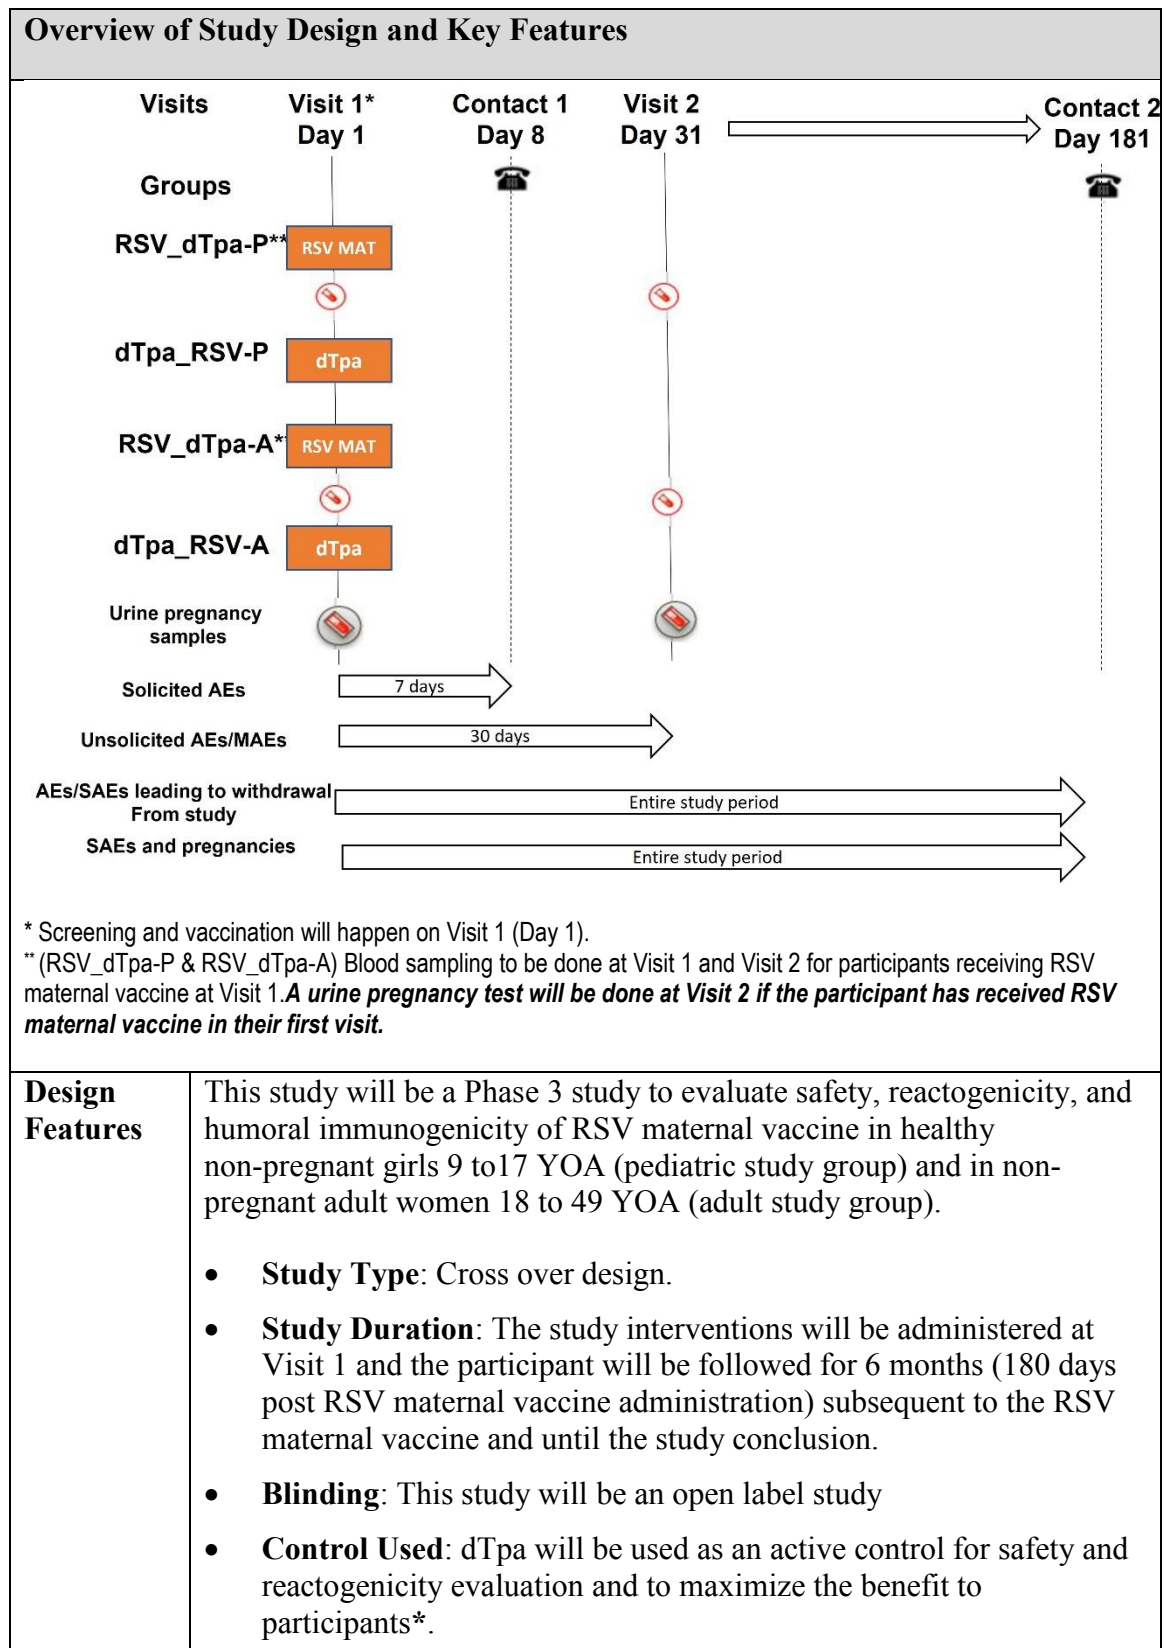 Overview of Study Design and Key Features
Visits Visit 1* Contact 1 Visit 2 Contact 2
Day 1 Day 8 Day 31 Day 181
Groups
RSV_dTpa-P** RSV MAT
dTpa_RSV-P dTpa
RSV_dTpa-A** RSV MAT
dTpa_RSV-A dTpa
Urine pregnancy
samples
Solicited AEs 7 days
Unsolicited AEs/MAEs 30 days
AEs/SAEs leading to withdrawal
From study Entire study period
SAEs and pregnancies Entire study period
* Screening and vaccination will happen on Visit 1 (Day 1).
** (RSV_dTpa-P & RSV_dTpa-A) Blood sampling to be done at Visit 1 and Visit 2 for participants receiving RSV
maternal vaccine at Visit 1.A urine pregnancy test will be done at Visit 2 if the participant has received RSV
maternal vaccine in their first visit.
Design
Features
This study will be a Phase 3 study to evaluate safety, reactogenicity, and
humoral immunogenicity of RSV maternal vaccine in healthy
non-pregnant girls 9 to17 YOA (pediatric study group) and in non-
pregnant adult women 18 to 49 YOA (adult study group).
• Study Type: Cross over design.
• Study Duration: The study interventions will be administered at
Visit 1 and the participant will be followed for 6 months (180 days
post RSV maternal vaccine administration) subsequent to the RSV
maternal vaccine and until the study conclusion.
• Blinding: This study will be an open label study
• Control Used: dTpa will be used as an active control for safety and
reactogenicity evaluation and to maximize the benefit to
participants*.